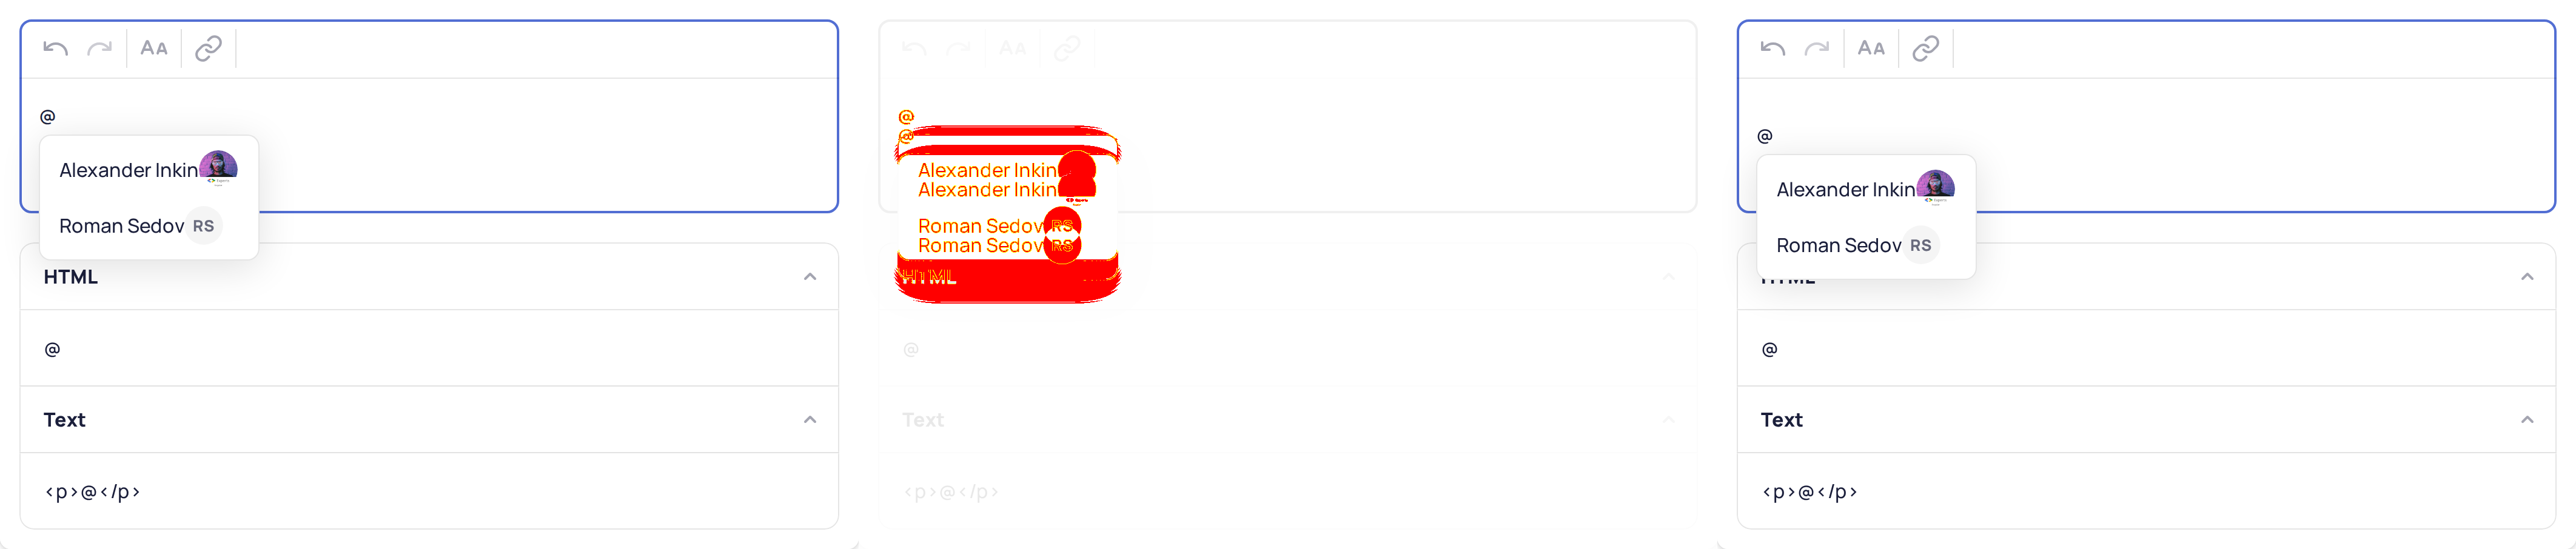 AA
@
Alexander Inkin
Roman Sedov RS
HTML
@
Text
<p>@</p>
@
@
Alexander Inkin
Alexander Inkin
Roman Sedov RS
Roman Sedov RS
HTML
@
Text
<p>@</p>
AA
@
Alexander Inkin
Roman Sedov RS
HTML
@
Text
<p>@</p>